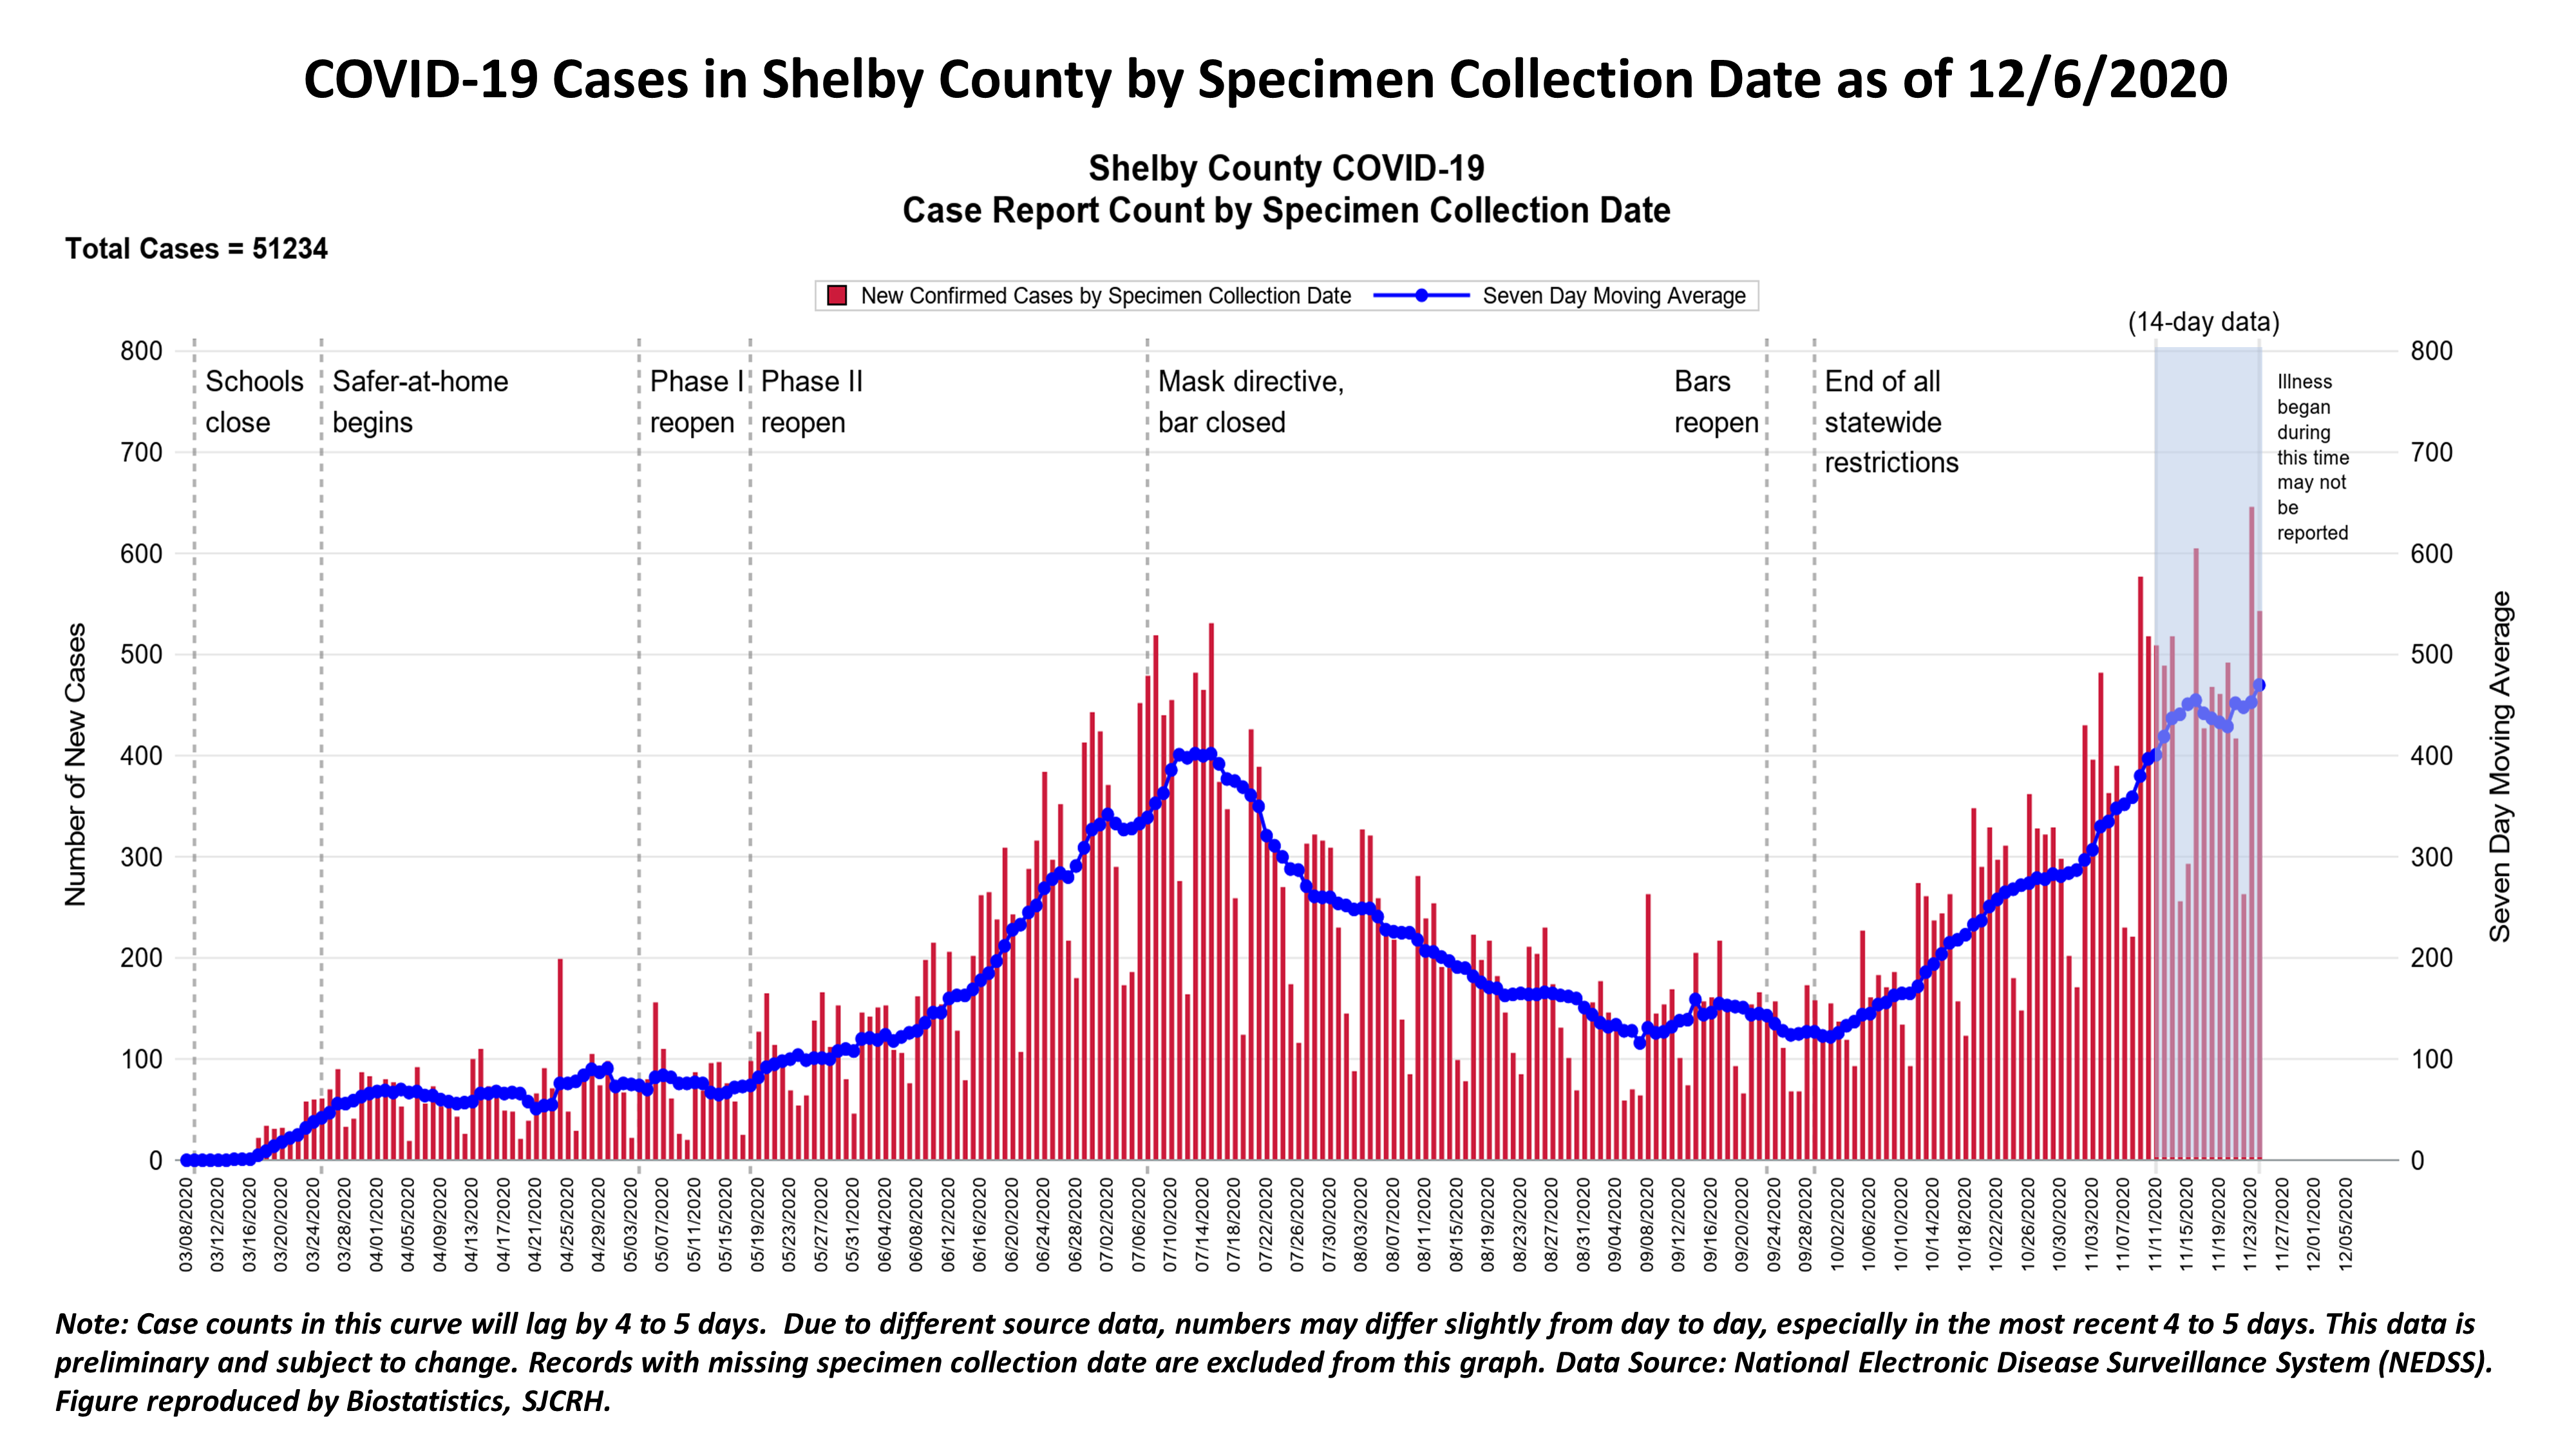 COVID-19 Cases in Shelby County by Specimen Collection Date as of 12/6/2020
Shelby County COVID-19
Case Report Count by Specimen Collection Date
Total Cases = 51234
New Confirmed Cases by Specimen Collection Date
Seven Day Moving Average
(14-day data)
Schools
close
Safer-at-home
begins
Phase I
reopen
Phase II
reopen
Mask directive,
bar closed
Bars
reopen
End of all
statewide
restrictions
Illness
began
during
this time
may not
be
reported
Number of New Cases
800
700
600
500
400
300
200
100
0
800
700
600
500
400
300
200
100
0
Seven Day Moving Average
03/08/2020
03/12/2020
03/16/2020
03/20/2020
03/24/2020
03/28/2020
04/01/2020
04/05/2020
04/09/2020
04/13/2020
04/17/2020
04/21/2020
04/25/2020
04/29/2020
05/03/2020
05/07/2020
05/11/2020
05/15/2020
05/19/2020
05/23/2020
05/27/2020
05/31/2020
06/04/2020
06/08/2020
06/12/2020
06/16/2020
06/20/2020
06/24/2020
06/28/2020
07/02/2020
07/06/2020
07/10/2020
07/14/2020
07/18/2020
07/22/2020
07/26/2020
07/30/2020
08/03/2020
08/07/2020
08/11/2020
08/15/2020
08/19/2020
08/23/2020
08/27/2020
08/31/2020
09/04/2020
09/08/2020
09/12/2020
09/16/2020
09/20/2020
09/24/2020
09/28/2020
10/02/2020
10/06/2020
10/10/2020
10/14/2020
10/18/2020
10/22/2020
10/26/2020
10/30/2020
11/03/2020
11/07/2020
11/11/2020
11/15/2020
11/19/2020
11/23/2020
11/27/2020
12/01/2020
12/05/2020
Note: Case counts in this curve will lag by 4 to 5 days. Due to different source data, numbers may differ slightly from day to day, especially in the most recent 4 to 5 days. This data is
preliminary and subject to change. Records with missing specimen collection date are excluded from this graph. Data Source: National Electronic Disease Surveillance System (NEDSS).
Figure reproduced by Biostatistics, SJCRH.